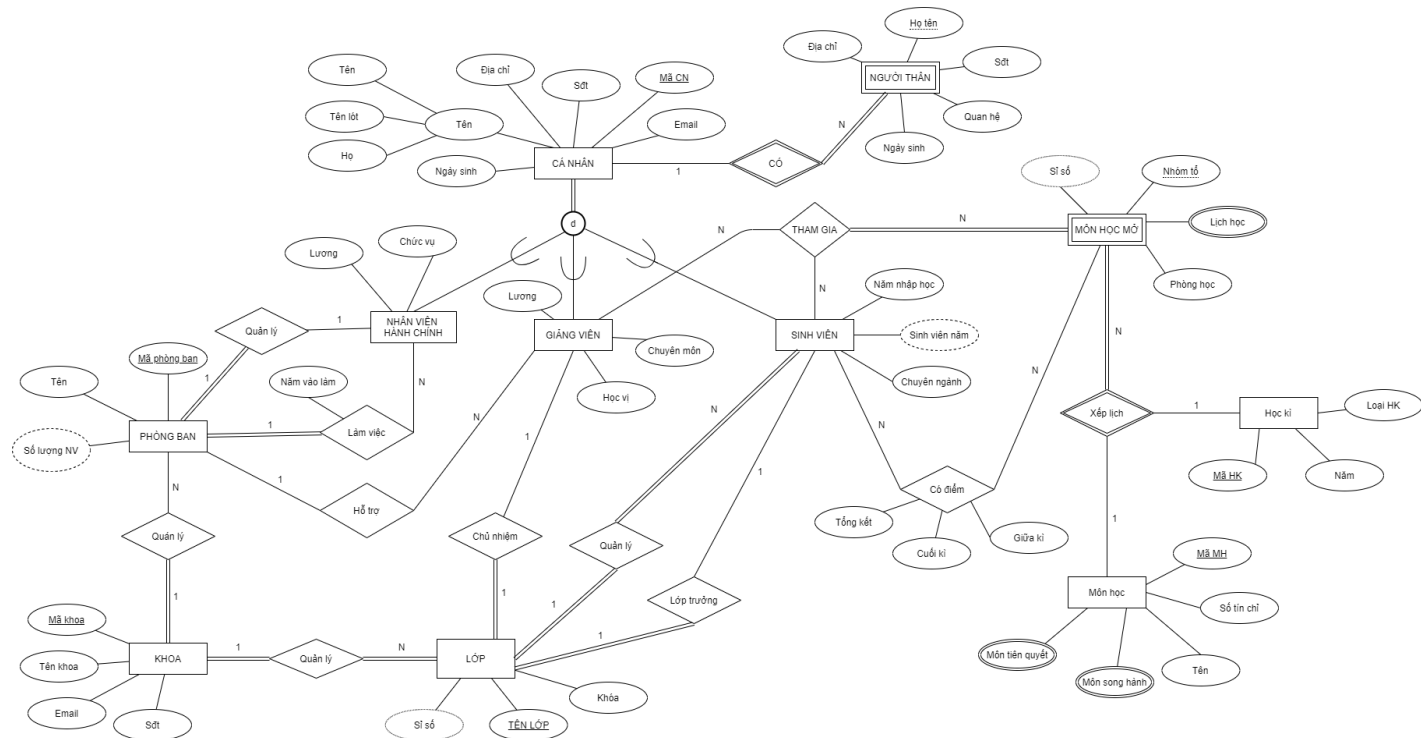 Họ tên
Địa chỉ
Sđt
NGƯỜI THÂN
Quan hệ
Ngày sinh
N
Tên
Địa chỉ
Sđt
Mã CN
Tên lót
Tên
Email
Họ
Ngày sinh
CÁ NHÂN
1
CÓ
d
Sỉ số
Nhóm tổ
Lịch học
MÔN HỌC MỞ
Phòng học
N
THAM GIA
N
N
Chức vụ
Lương
NHÂN VIÊN
HÀNH CHÍNH
Lương
GIẢNG VIÊN
Chuyên môn
Học vị
Năm nhập học
SINH VIÊN
Sinh viên năm
Chuyên ngành
Quản lý
1
1
Mã phòng ban
Tên
PHÒNG BAN
Số lượng NV
Năm vào làm
1
Làm việc
N
N
1
Hỗ trợ
N
Quản lý
1
1
Chủ nhiệm
1
N
Quản lý
1
1
Lớp trưởng
1
N
N
Có điểm
Tổng kết
Cuối kì
Giữa kì
N
Xếp lịch
1
Học kì
Loại HK
Mã HK
Năm
1
Môn học
Mã MH
Số tín chỉ
Tên
Môn song hành
Môn tiên quyết
Mã khoa
Tên khoa
KHOA
Email
Sđt
1
Quản lý
N
LỚP
Khóa
Sỉ số
TÊN LỚP